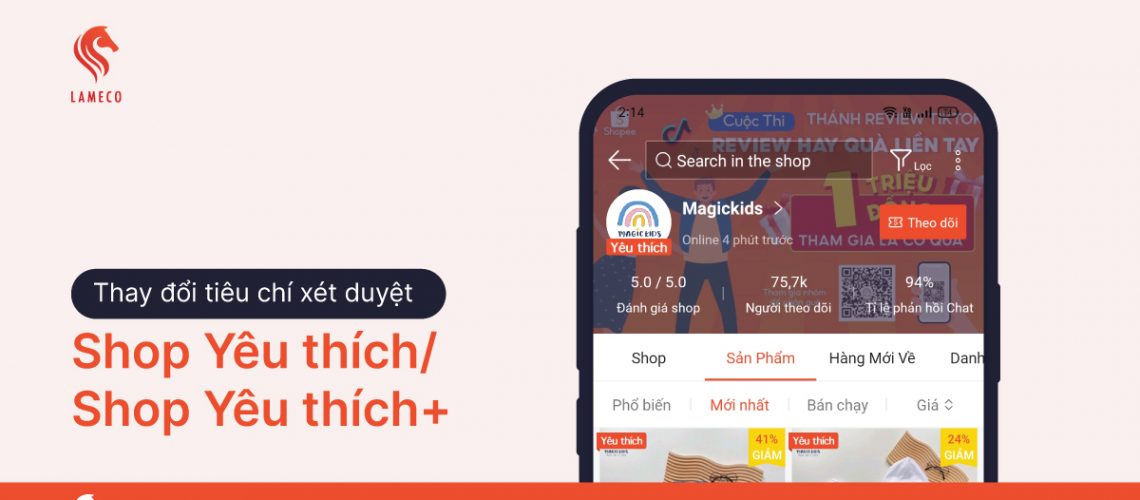 LAMECO
Thay đổi tiêu chí xét duyệt
Shop Yêu thích/
Shop Yêu thích+
2:14
Shopee
Cuộc Thi
THÁNH REVIEW TIKTOK
REVIEW HAY QUÀ LIỀN TAY
Search in the shop
Lọc
1 TRIỆU
ĐỒNG
Magickids
Theo dõi
MAGIC KIDS
Yêu thích
Online 4 phút trước
THAM GIA LÀ CÓ QUÀ
5.0 / 5.0
75,7k
94%
Đánh giá shop
Người theo dõi
Tỉ lệ phản hồi Chat
Shop
Sản Phẩm
Hàng Mới Về
Danh
Phổ biến
Mới nhất
Bán chạy
Giá
Yêu thích
41%
GIẢM
Yêu thích
24%
GIẢM